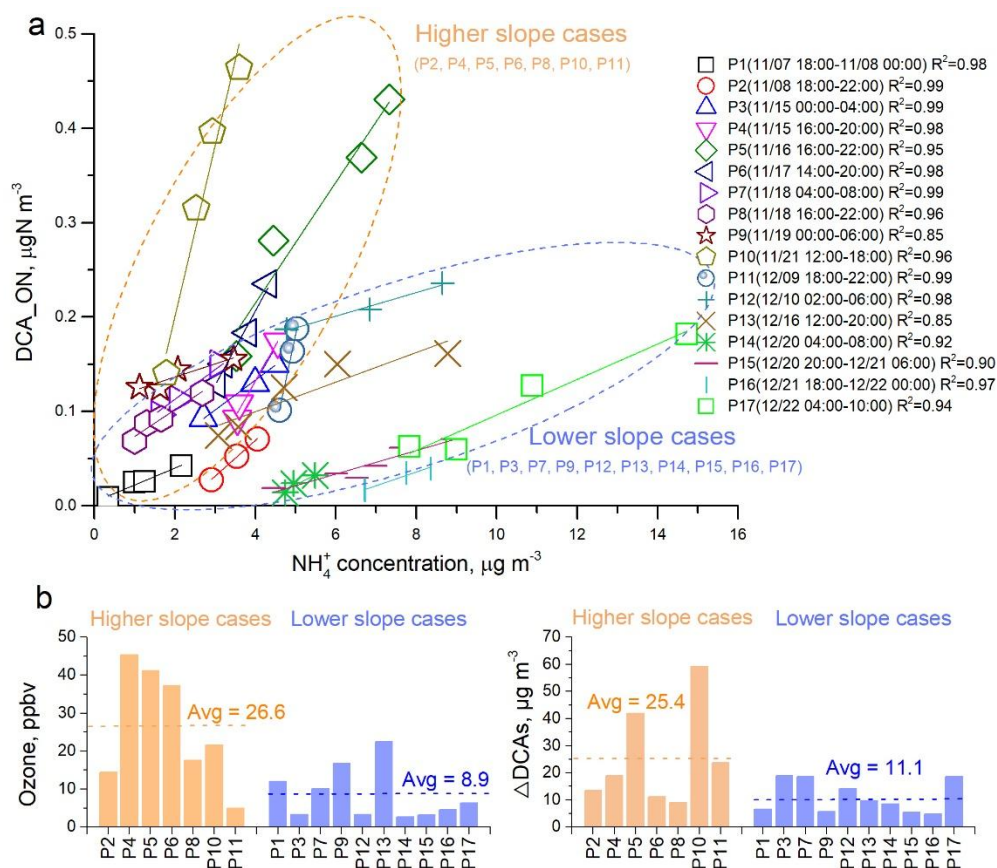 a
Higher slope cases
(P2, P4, P5, P6, P8, P10, P11)
0.5
0.4
0.3
0.2
0.1
0.0
DCA_ON, μgN m⁻³
0
2
4
6
8
10
12
14
16
NH₄⁺ concentration, μg m⁻³
Lower slope cases
(P1, P3, P7, P9, P12, P13, P14, P15, P16, P17)
P1(11/07 18:00-11/08 00:00) R²=0.98
P2(11/08 18:00-22:00) R²=0.99
P3(11/15 00:00-04:00) R²=0.99
P4(11/15 16:00-20:00) R²=0.98
P5(11/16 16:00-22:00) R²=0.95
P6(11/17 14:00-20:00) R²=0.98
P7(11/18 04:00-08:00) R²=0.99
P8(11/18 16:00-22:00) R²=0.96
P9(11/19 00:00-06:00) R²=0.85
P10(11/21 12:00-18:00) R²=0.96
P11(12/09 18:00-22:00) R²=0.99
P12(12/10 02:00-06:00) R²=0.98
P13(12/16 12:00-20:00) R²=0.85
P14(12/20 04:00-08:00) R²=0.92
P15(12/20 20:00-12/21 06:00) R²=0.90
P16(12/21 18:00-12/22 00:00) R²=0.97
P17(12/22 04:00-10:00) R²=0.94
b
Higher slope cases
Lower slope cases
50
40
30
20
10
0
Ozone, ppbv
Avg = 26.6
Avg = 8.9
P2
P4
P5
P6
P8
P10
P11
P1
P3
P7
P9
P12
P13
P14
P15
P16
P17
Higher slope cases
Lower slope cases
70
60
50
40
30
20
10
0
△DCAs, μg m⁻³
Avg = 25.4
Avg = 11.1
P2
P4
P5
P6
P8
P10
P11
P1
P3
P7
P9
P12
P13
P14
P15
P16
P17